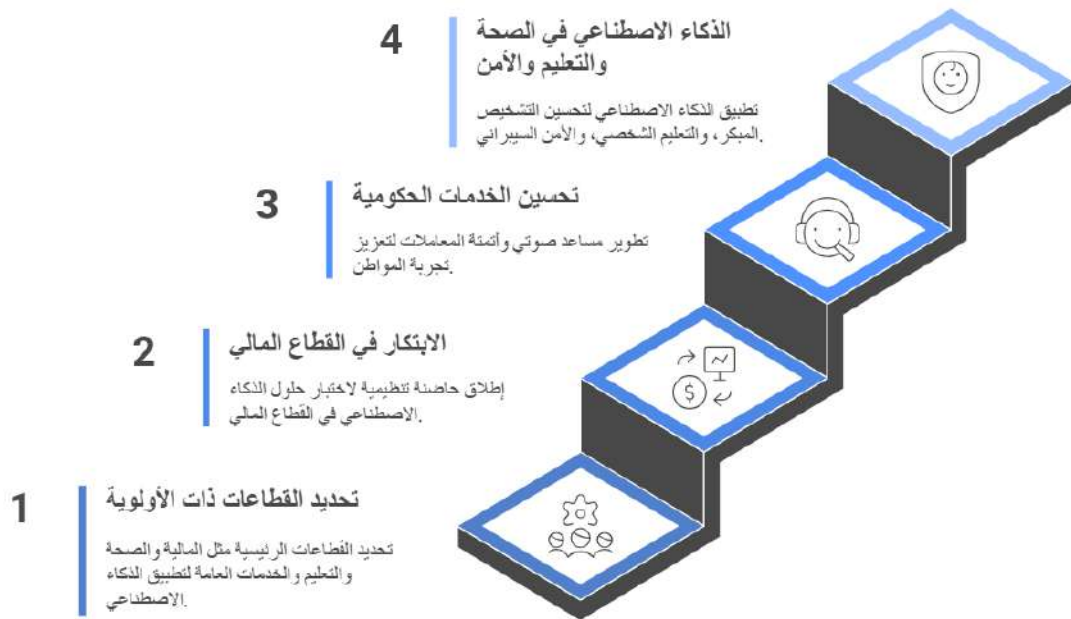 4
الذكاء الاصطناعي في الصحة
والتعليم والأمن
تطبيق الذكاء الاصطناعي لتحسين التشخيص
المبكر، والتعليم الشخصي، والأمن السيبراني.
3
تحسين الخدمات الحكومية
تطوير مساعد صوتي وأتمتة المعاملات لتعزيز
تجربة المواطن.
2
الابتكار في القطاع المالي
إطلاق حاضنة تنظيمية لاختبار حلول الذكاء
الاصطناعي في القطاع المالي.
1
تحديد القطاعات ذات الأولوية
تحديد القطاعات الرئيسية مثل المالية والصحة
والتعليم والخدمات العامة لتطبيق الذكاء
الاصطناعي.